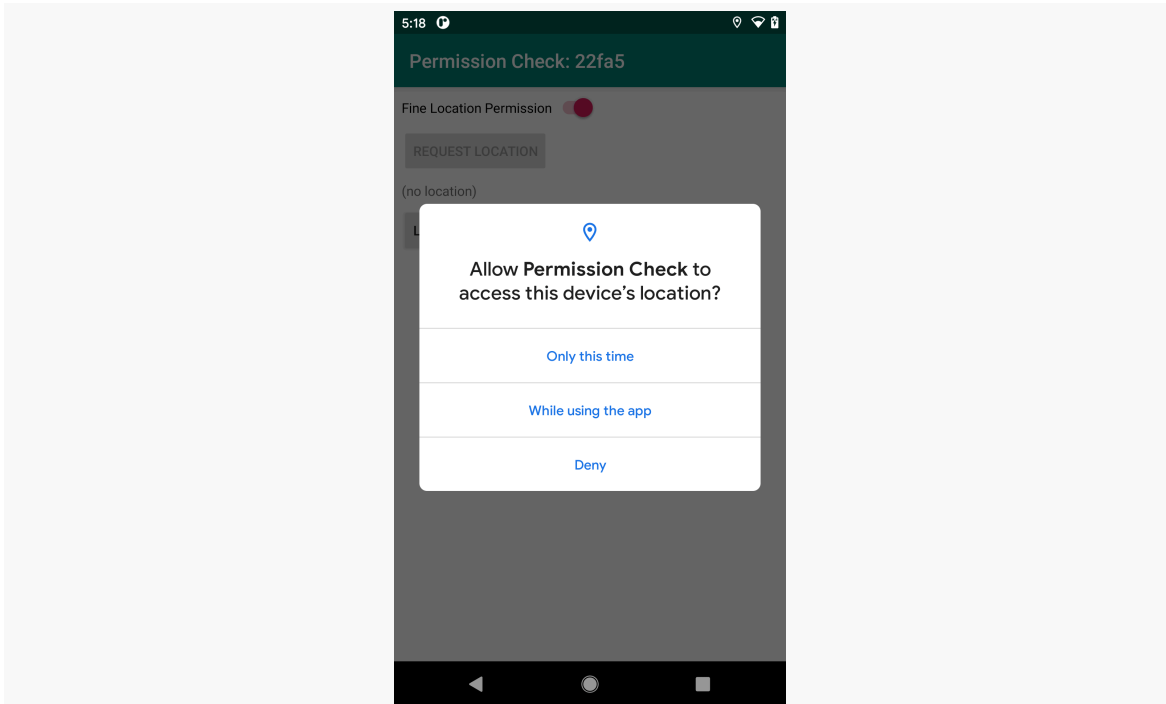 5:18
Permission Check: 22fa5
Fine Location Permission
REQUEST LOCATION
(no location)
Allow Permission Check to
access this device’s location?
Only this time
While using the app
Deny